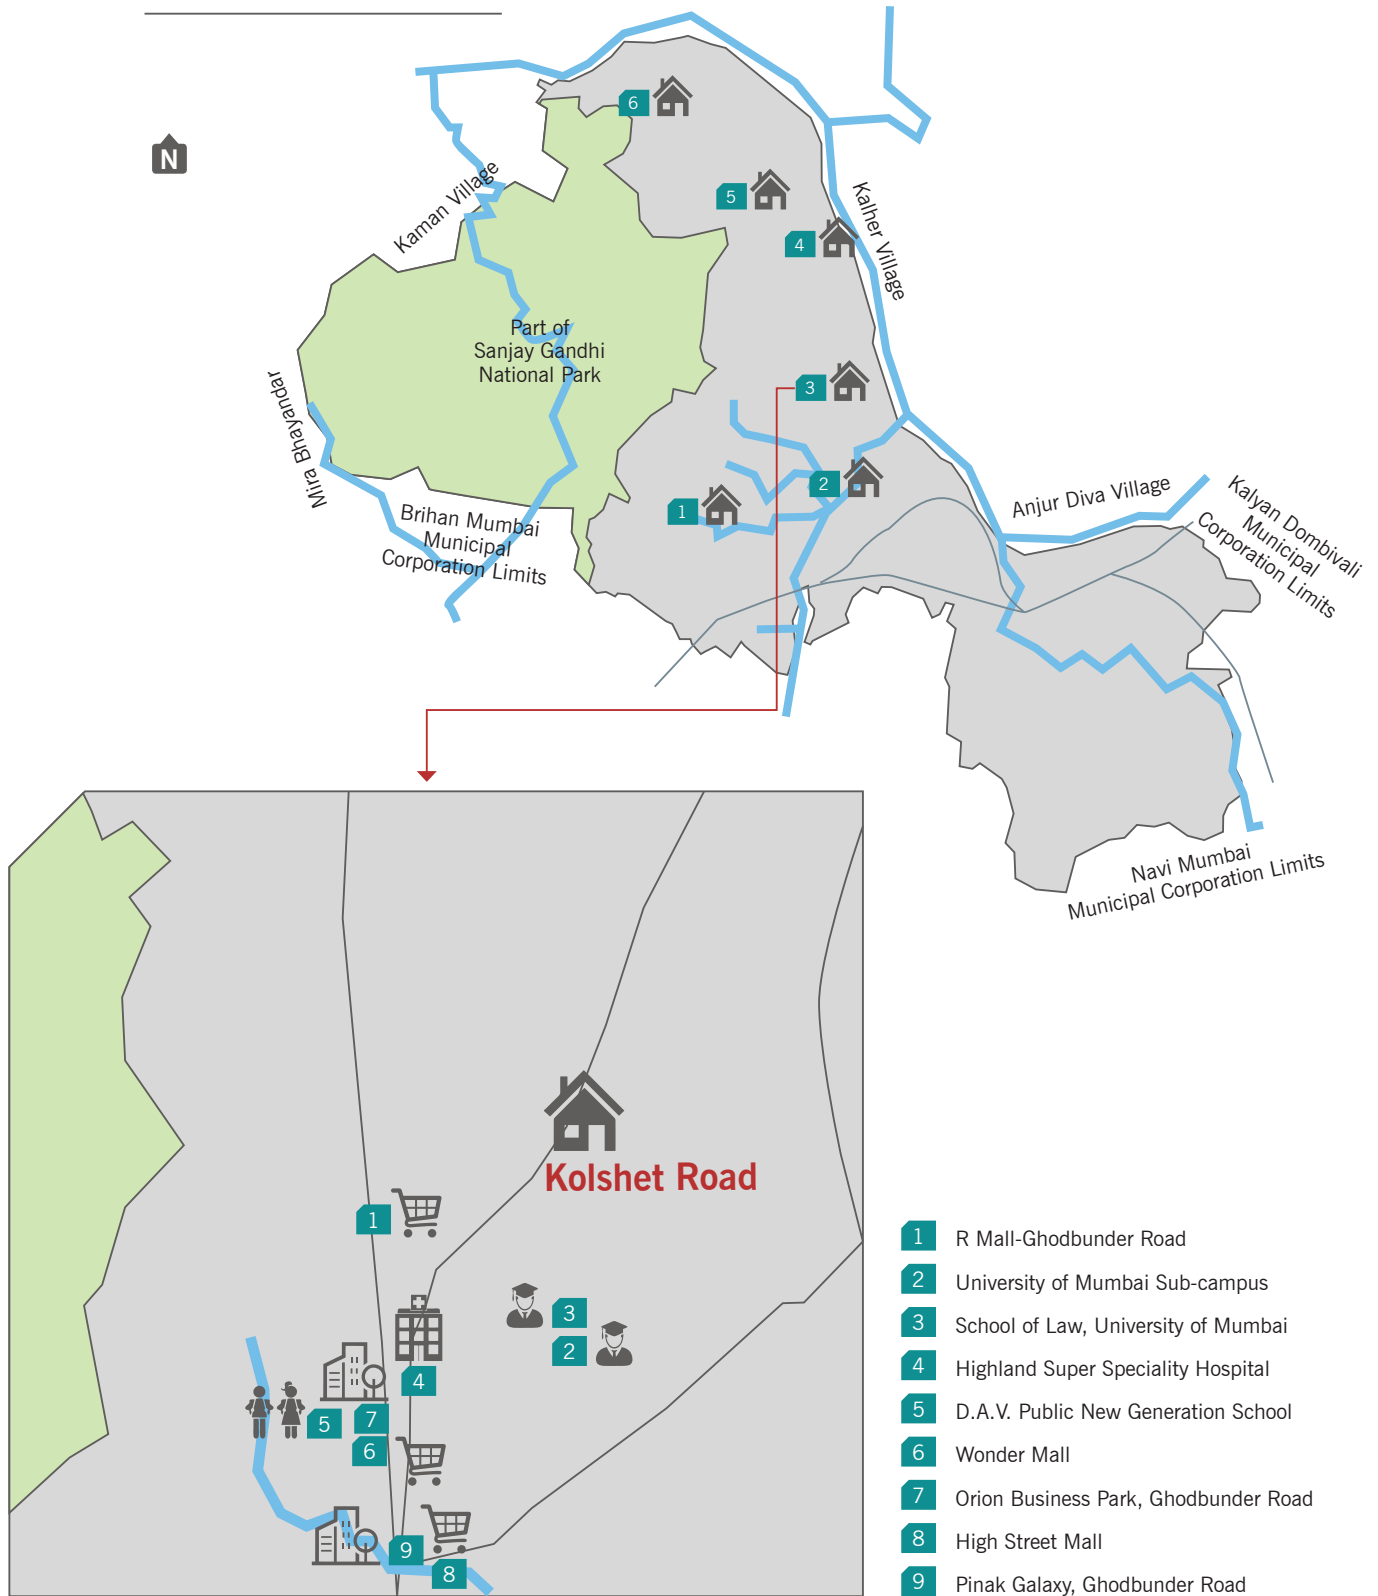 N
6
5
4
3
2
1
Kaman Village
Kalher Village
Part of
Sanjay Gandhi
National Park
Mira Bhayandar
Brihan Mumbai
Municipal
Corporation Limits
Anjur Diva Village
Kalyan Dombivali
Municipal
Corporation Limits
Navi Mumbai
Municipal Corporation Limits
Kolshet Road
1
3
2
4
5
7
6
9
8
1 R Mall-Ghodbunder Road
2 University of Mumbai Sub-campus
3 School of Law, University of Mumbai
4 Highland Super Speciality Hospital
5 D.A.V. Public New Generation School
6 Wonder Mall
7 Orion Business Park, Ghodbunder Road
8 High Street Mall
9 Pinak Galaxy, Ghodbunder Road